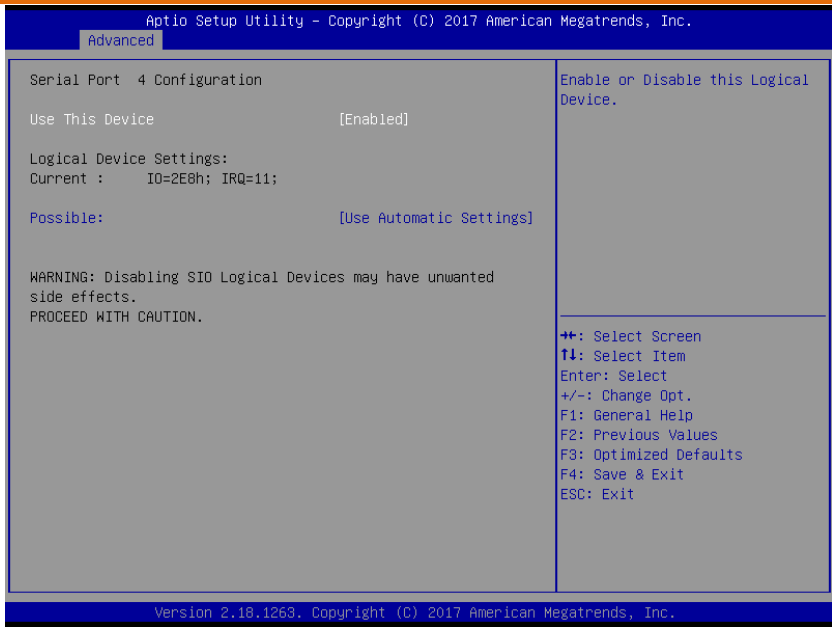 Aptio Setup Utility – Copyright (C) 2017 American Megatrends, Inc.
Advanced
Serial Port  4 Configuration
Use This Device [Enabled]
Logical Device Settings:
Current : IO=2E8h; IRQ=11;
Possible: [Use Automatic Settings]
WARNING: Disabling SIO Logical Devices may have unwanted
side effects.
PROCEED WITH CAUTION.
Enable or Disable this Logical
Device.
→←: Select Screen
↑↓: Select Item
Enter: Select
+/-: Change Opt.
F1: General Help
F2: Previous Values
F3: Optimized Defaults
F4: Save & Exit
ESC: Exit
Version 2.18.1263. Copyright (C) 2017 American Megatrends, Inc.